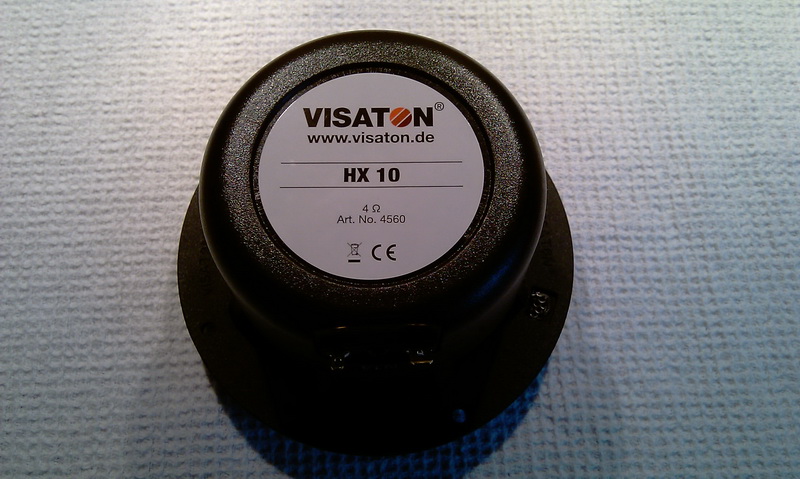 VISATON®
www.visaton.de
HX 10
4 Ω
Art. No. 4560
CE